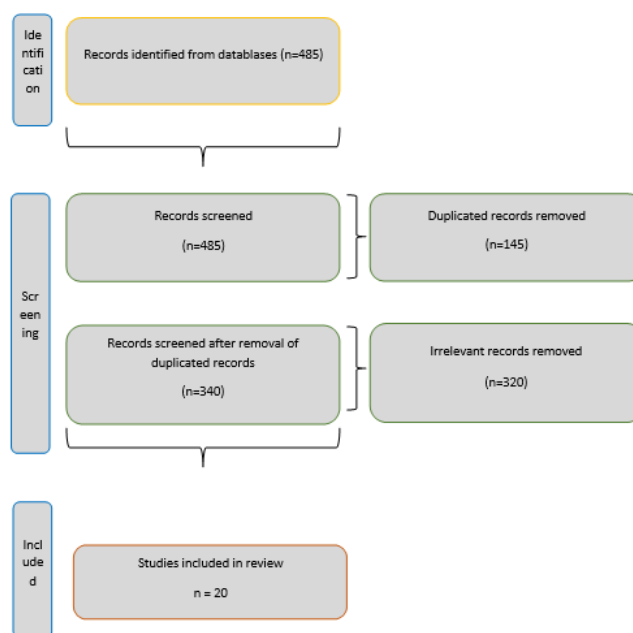 Ide
ntifi
cati
on
Records identified from datablases (n=485)
Scr
een
ing
Records screened
(n=485)
Duplicated records removed
(n=145)
Records screened after removal of
duplicated records
(n=340)
Irrelevant records removed
(n=320)
Incl
ude
d
Studies included in review
n = 20